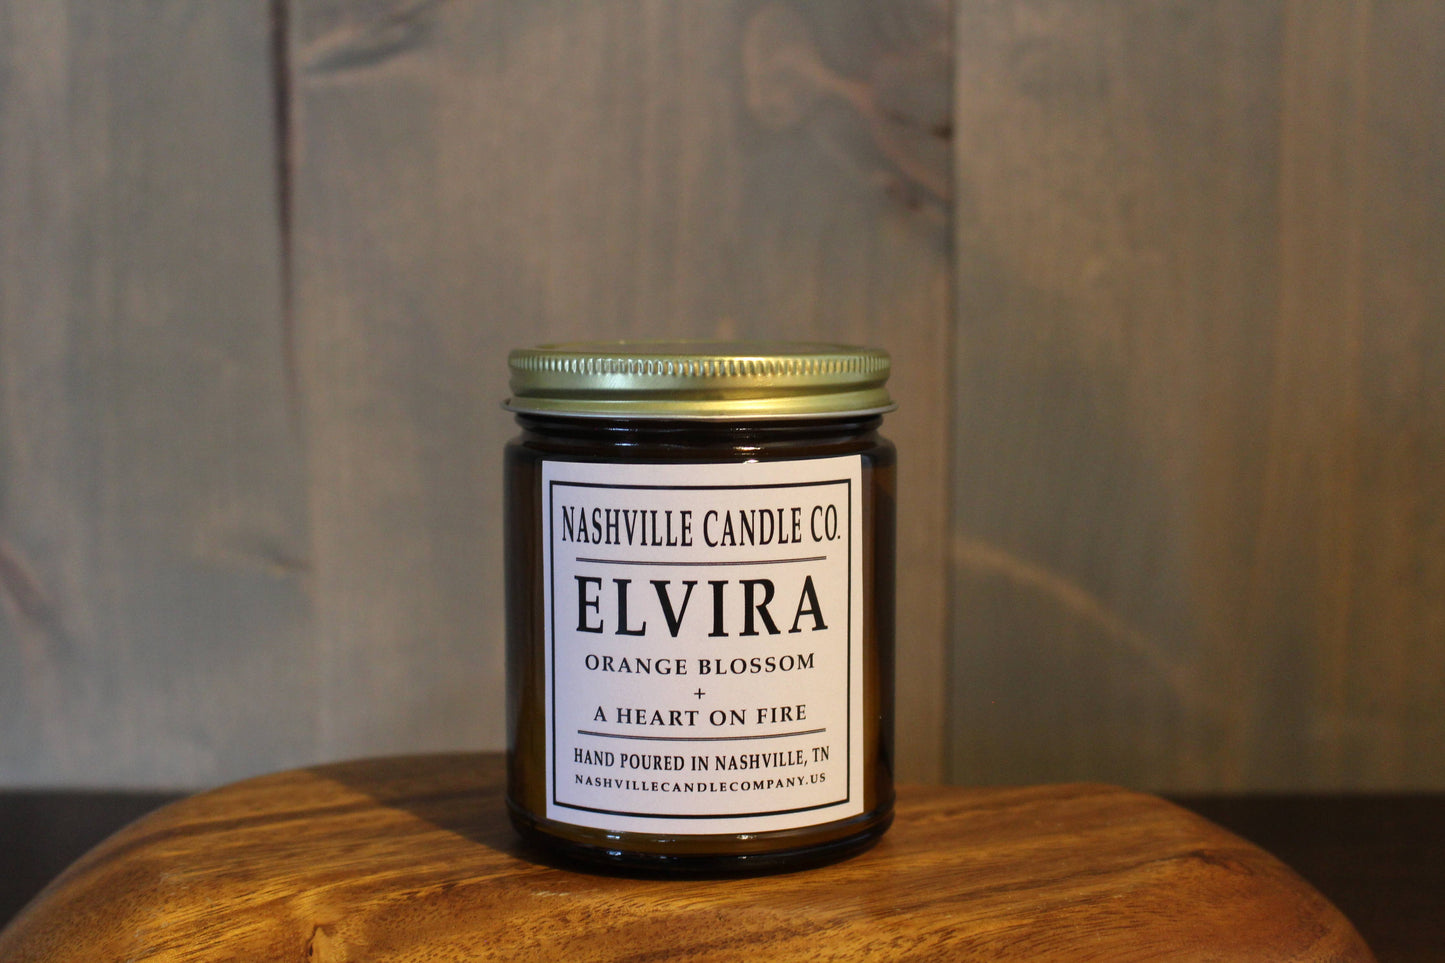 NASHVILLE CANDLE CO.
ELVIRA
ORANGE BLOSSOM
+
A HEART ON FIRE
HAND POURED IN NASHVILLE, TN
NASHVILLECANDLECOMPANY.US